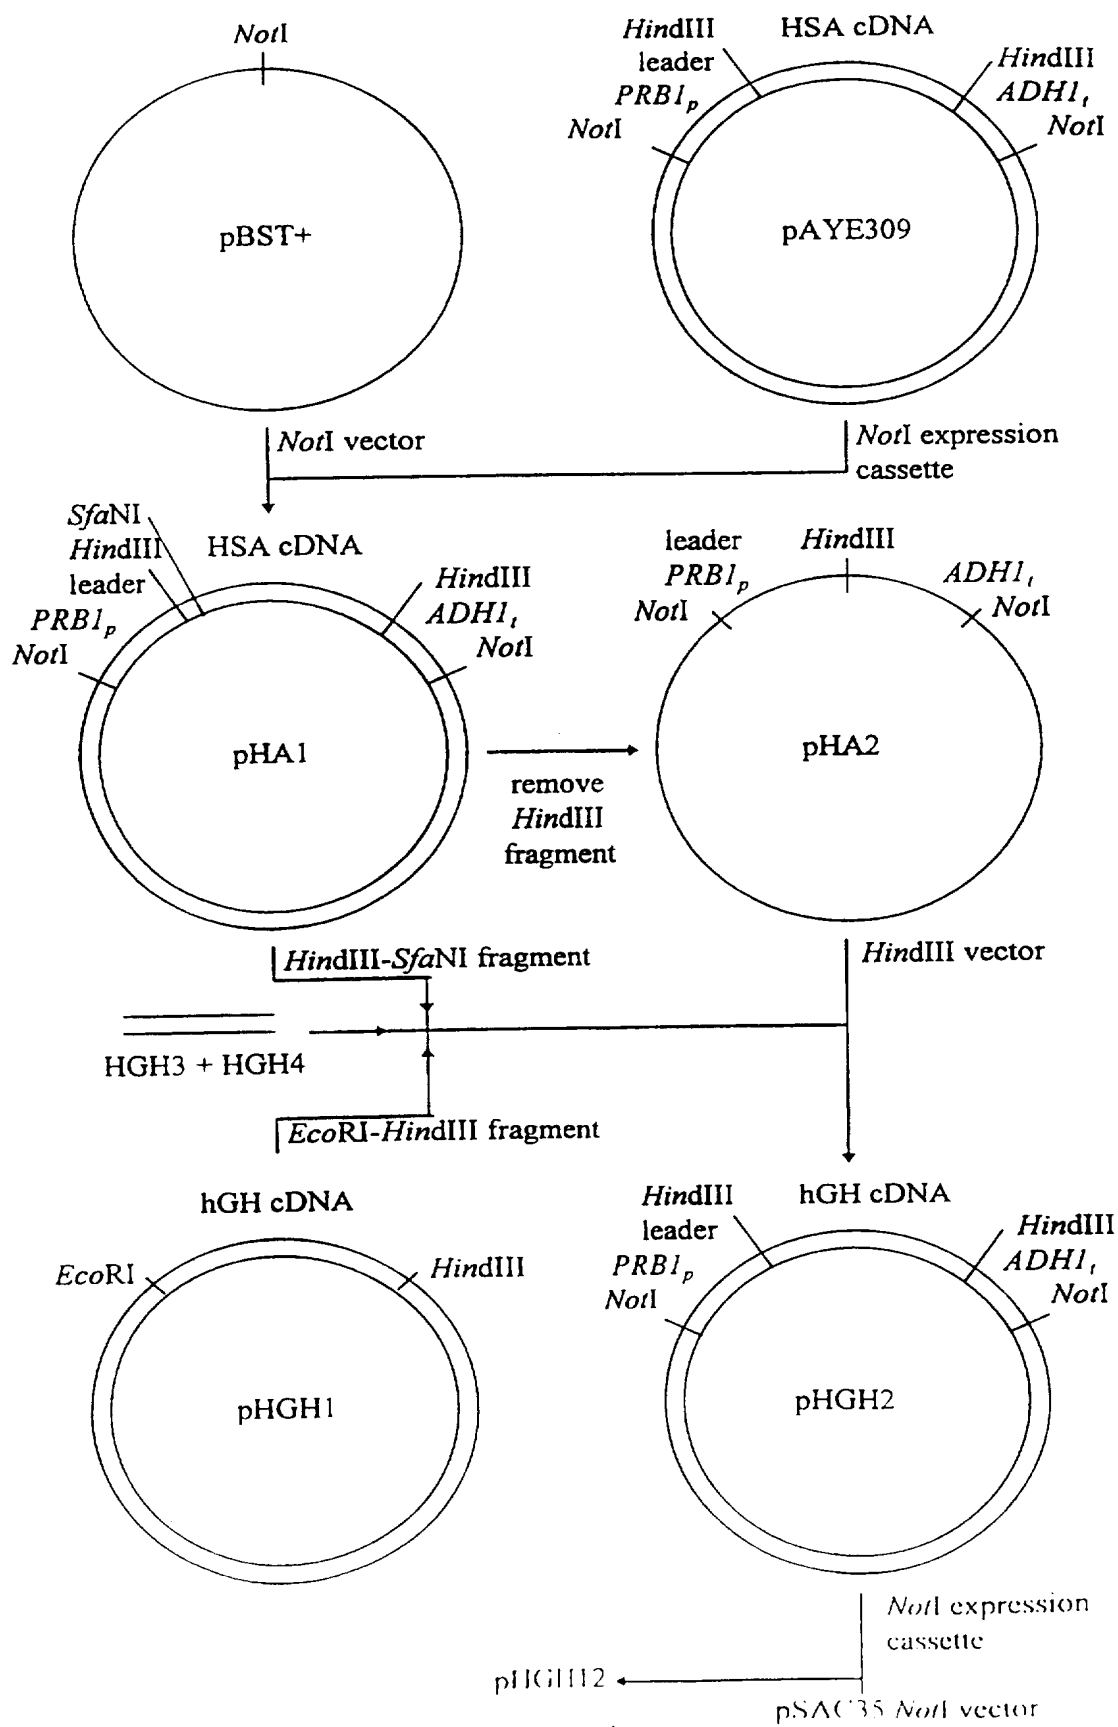 NotI
pBST+
HindIII
leader
PRB1p
NotI
HSA cDNA
HindIII
ADH1t
NotI
pAYE309
NotI vector
NotI expression
cassette
SfaNI
HindIII
leader
PRB1p
NotI
HSA cDNA
HindIII
ADH1t
NotI
pHA1
remove
HindIII
fragment
leader
PRB1p
NotI
HindIII
ADH1t
NotI
pHA2
HindIII-SfaNI fragment
HindIII vector
HGH3 + HGH4
EcoRI-HindIII fragment
hGH cDNA
EcoRI
HindIII
pHGH1
HindIII
leader
PRB1p
NotI
hGH cDNA
HindIII
ADH1t
NotI
pHGH2
NotI expression
cassette
pHGH12
pSAC35 NotI vector